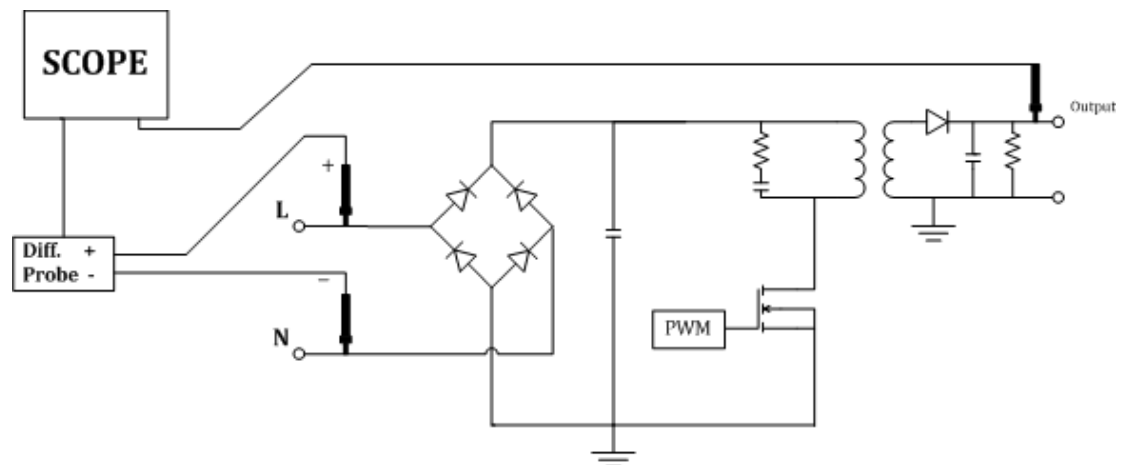 SCOPE
Output
+
L
Diff. +
Probe -
−
N
PWM